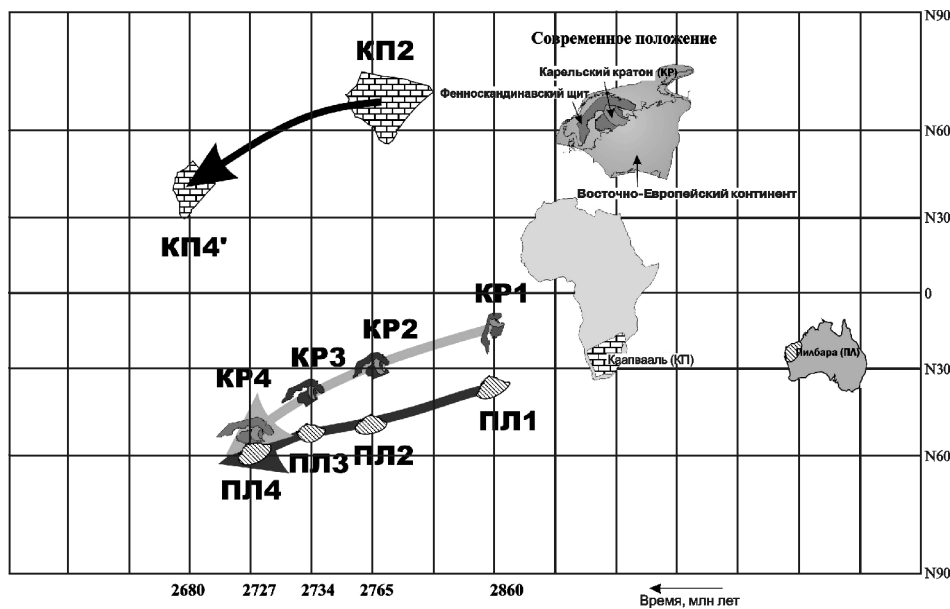 N90
КП2
Современное положение
Карельский кратон (КР)
Фенноскандинавский щит
N60
Восточно-Европейский континент
N30
КП4'
0
КР1
КР2
КР3
Каапвааль (КП)
Пилбара (ПЛ)
N30
КР4
ПЛ1
ПЛ2
ПЛ3
N60
ПЛ4
N90
2680 2727 2734 2765 2860
Время, млн лет